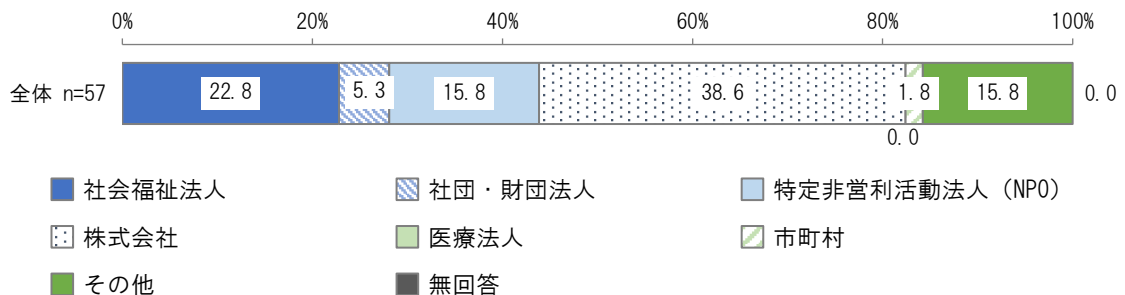 0% 20% 40% 60% 80% 100%
全体 n=57 22.8 5.3 15.8 38.6 1.8 15.8 0.0
0.0
社会福祉法人 社団・財団法人 特定非営利活動法人（NPO）
株式会社 医療法人 市町村
その他 無回答